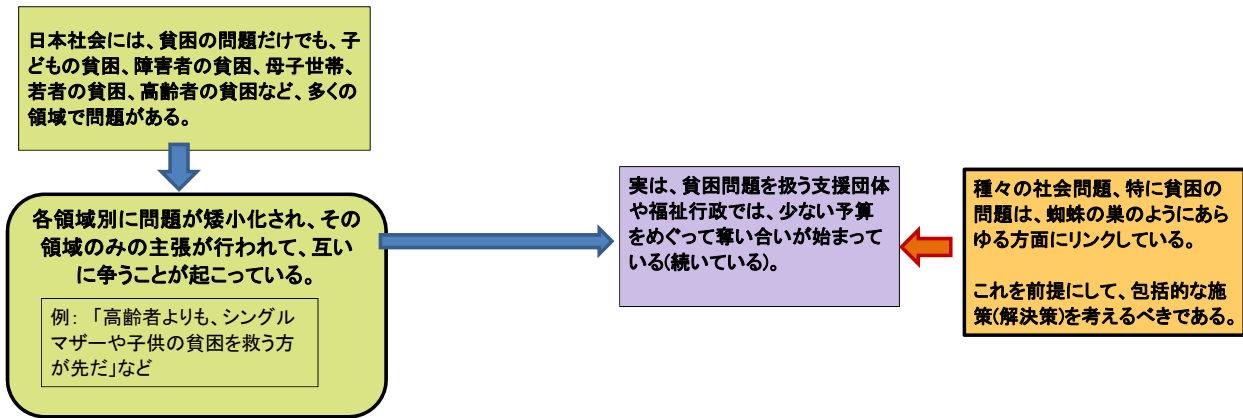 日本社会には、貧困の問題だけでも、子
どもの貧困、障害者の貧困、母子世帯、
若者の貧困、高齢者の貧困など、多くの
領域で問題がある。
各領域別に問題が矮小化され、その
領域のみの主張が行われて、互い
に争うことが起こっている。
例: 「高齢者よりも、シングル
マザーや子供の貧困を救う方
が先だ」など
実は、貧困問題を扱う支援団体
や福祉行政では、少ない予算
をめぐって奪い合いが始まって
いる(続いている)。
種々の社会問題、特に貧困の
問題は、蜘蛛の巣のようにあら
ゆる方面にリンクしている。
これを前提にして、包括的な施
策(解決策)を考えるべきである。